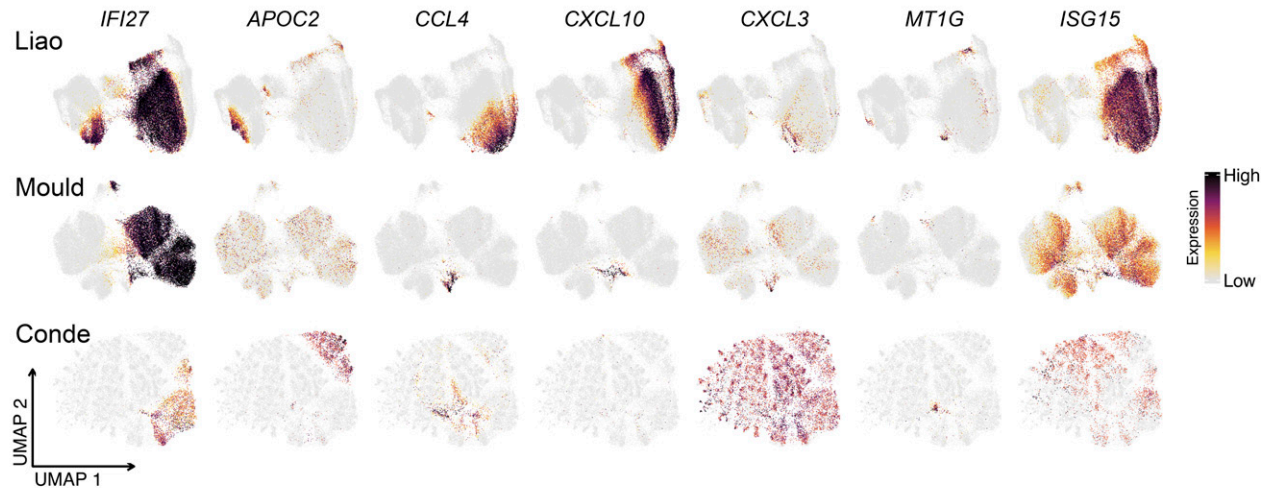 IFI27 APOC2 CCL4 CXCL10 CXCL3 MT1G ISG15
Liao
Mould
High
Expression
Low
Conde
UMAP 2
UMAP 1